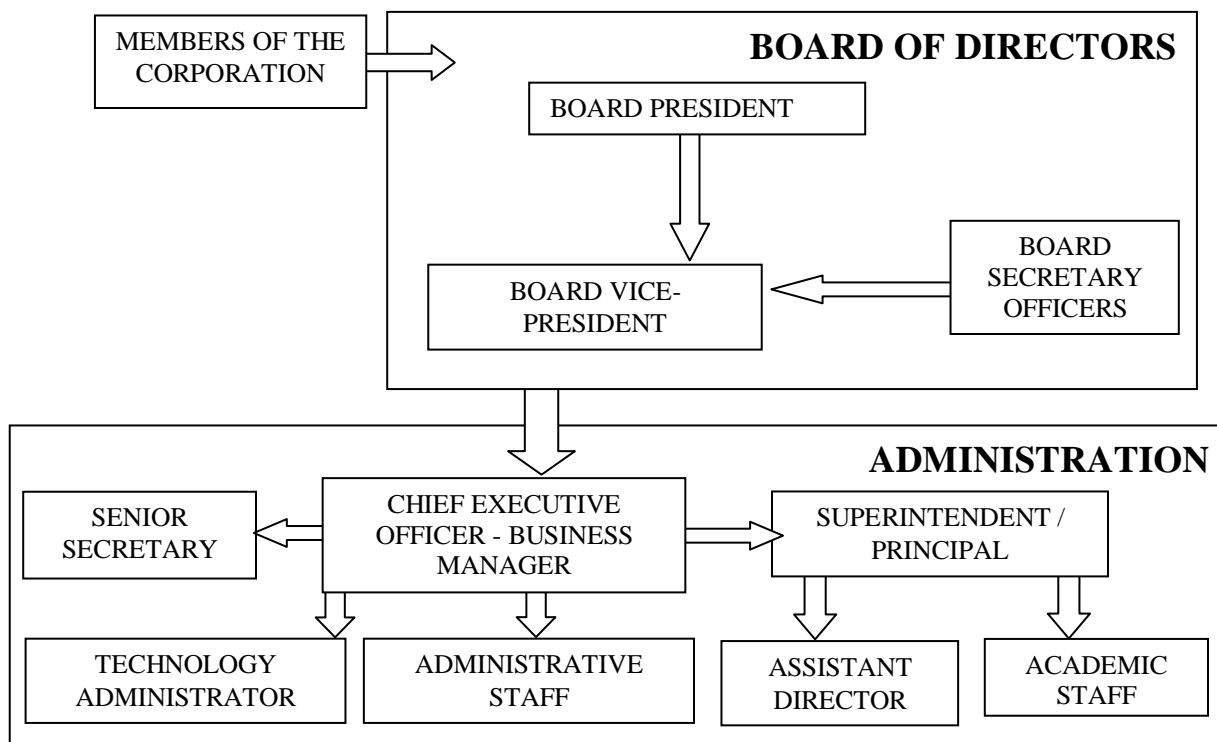 MEMBERS OF THE
CORPORATION
BOARD OF DIRECTORS
BOARD PRESIDENT
BOARD
SECRETARY
OFFICERS
BOARD VICE-
PRESIDENT
ADMINISTRATION
SENIOR
SECRETARY
CHIEF EXECUTIVE
OFFICER - BUSINESS
MANAGER
SUPERINTENDENT /
PRINCIPAL
TECHNOLOGY
ADMINISTRATOR
ADMINISTRATIVE
STAFF
ASSISTANT
DIRECTOR
ACADEMIC
STAFF